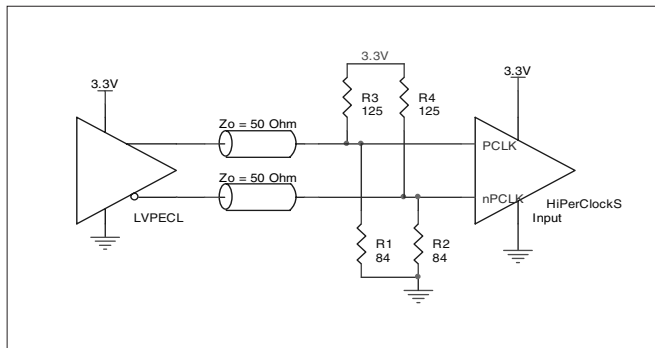 3.3V
3.3V
3.3V
R3
125
R4
125
Zo = 50 Ohm
PCLK
Zo = 50 Ohm
nPCLK
HiPerClockS
Input
LVPECL
R1
84
R2
84